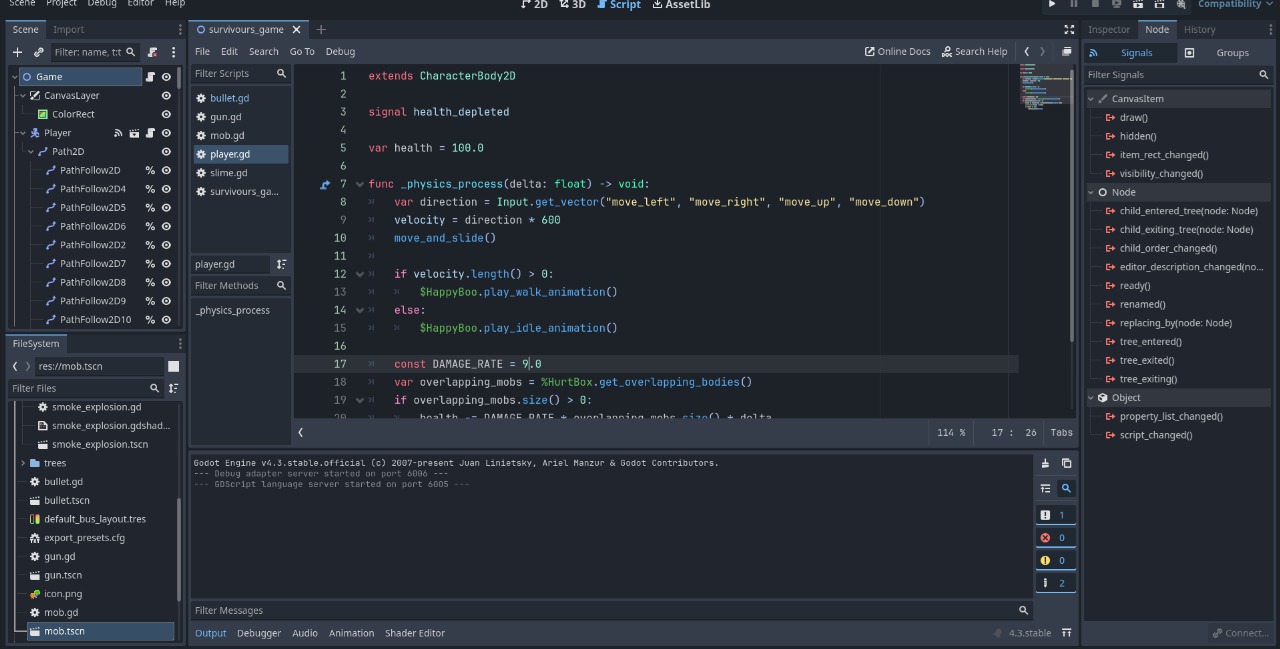 Scene Project Debug Editor Help
2D 3D Script AssetLib
Compatibility
Scene Import
Filter: name, t:t
Game
CanvasLayer
ColorRect
Player
Path2D
PathFollow2D %
PathFollow2D4 %
PathFollow2D5 %
PathFollow2D6 %
PathFollow2D2 %
PathFollow2D7 %
PathFollow2D8 %
PathFollow2D9 %
PathFollow2D10 %
FileSystem
res://mob.tscn
Filter Files
smoke_explosion.gd
smoke_explosion.gdshad...
smoke_explosion.tscn
trees
bullet.gd
bullet.tscn
default_bus_layout.tres
export_presets.cfg
gun.gd
gun.tscn
icon.png
mob.gd
mob.tscn
survivours_game
File Edit Search Go To Debug
Online Docs Search Help
Filter Scripts
bullet.gd
gun.gd
mob.gd
player.gd
slime.gd
survivours_ga...
player.gd
Filter Methods
_physics_process
1 extends CharacterBody2D
2
3 signal health_depleted
4
5 var health = 100.0
6
7 func _physics_process(delta: float) -> void:
8 var direction = Input.get_vector("move_left", "move_right", "move_up", "move_down")
9 velocity = direction * 600
10 move_and_slide()
11
12 if velocity.length() > 0:
13 $HappyBoo.play_walk_animation()
14 else:
15 $HappyBoo.play_idle_animation()
16
17 const DAMAGE_RATE = 9.0
18 var overlapping_mobs = %HurtBox.get_overlapping_bodies()
19 if overlapping_mobs.size() > 0:
20 health -= DAMAGE_RATE * overlapping_mobs.size() * delta
114 % 17 : 26 Tabs
Godot Engine v4.3.stable.official (c) 2007-present Juan Linietsky, Ariel Manzur & Godot Contributors.
--- Debug adapter server started on port 6006 ---
--- GDScript language server started on port 6005 ---
1
0
0
2
Filter Messages
Output Debugger Audio Animation Shader Editor
4.3.stable
Inspector Node History
Signals Groups
Filter Signals
CanvasItem
draw()
hidden()
item_rect_changed()
visibility_changed()
Node
child_entered_tree(node: Node)
child_exiting_tree(node: Node)
child_order_changed()
editor_description_changed(no...
ready()
renamed()
replacing_by(node: Node)
tree_entered()
tree_exited()
tree_exiting()
Object
property_list_changed()
script_changed()
Connect...